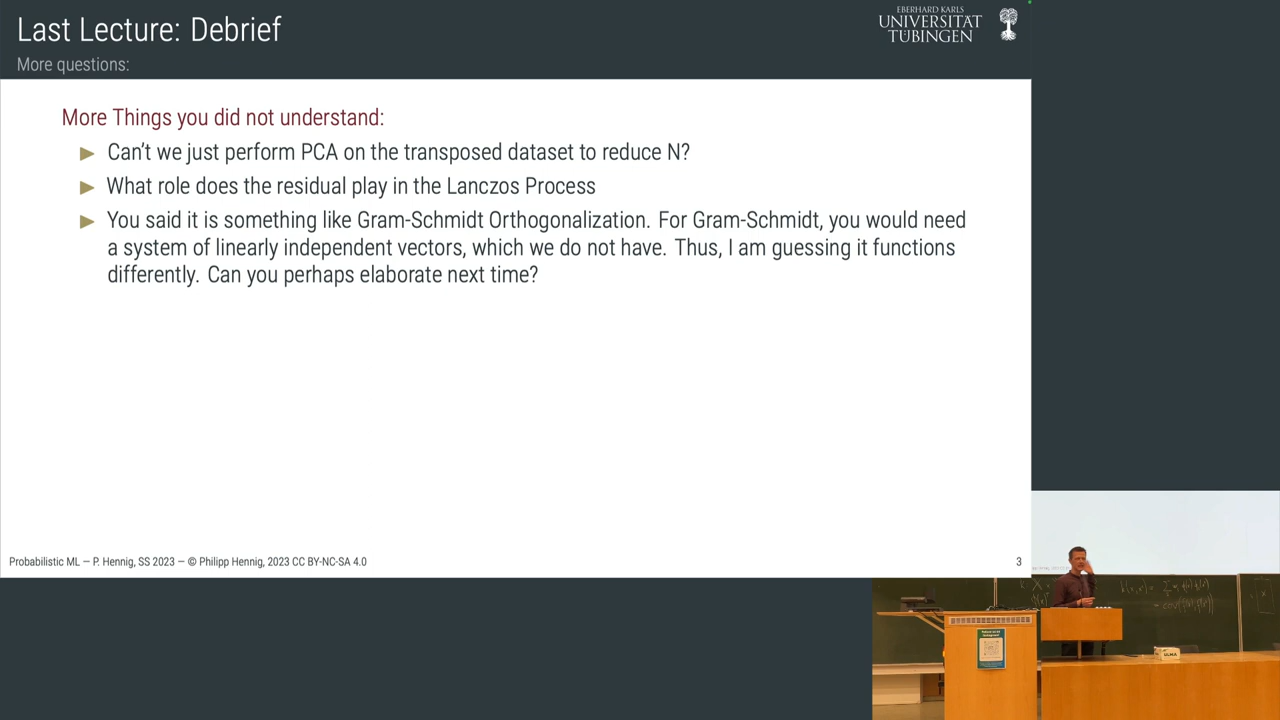 Last Lecture: Debrief
More questions:
EBERHARD KARLS
UNIVERSITÄT
TÜBINGEN
More Things you did not understand:
▶ Can't we just perform PCA on the transposed dataset to reduce N?
▶ What role does the residual play in the Lanczos Process
▶ You said it is something like Gram-Schmidt Orthogonalization. For Gram-Schmidt, you would need
a system of linearly independent vectors, which we do not have. Thus, I am guessing it functions
differently. Can you perhaps elaborate next time?
Probabilistic ML — P. Hennig, SS 2023 — © Philipp Hennig, 2023 CC BY-NC-SA 4.0
3